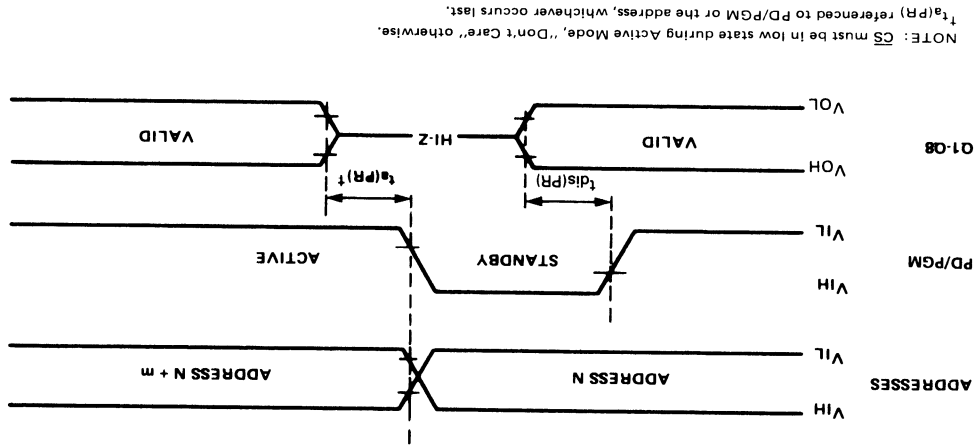 ADDRESSES
VIH
VIL
ADDRESS N
ADDRESS N + m
PD/PGM
VIH
VIL
STANDBY
ACTIVE
tdis(PR)
ta(PR)†
Q1-Q8
VOH
VOL
VALID
HI-Z
VALID
NOTE: C̅S̅ must be in low state during Active Mode, "Don't Care" otherwise.
†ta(PR) referenced to PD/PGM or the address, whichever occurs last.